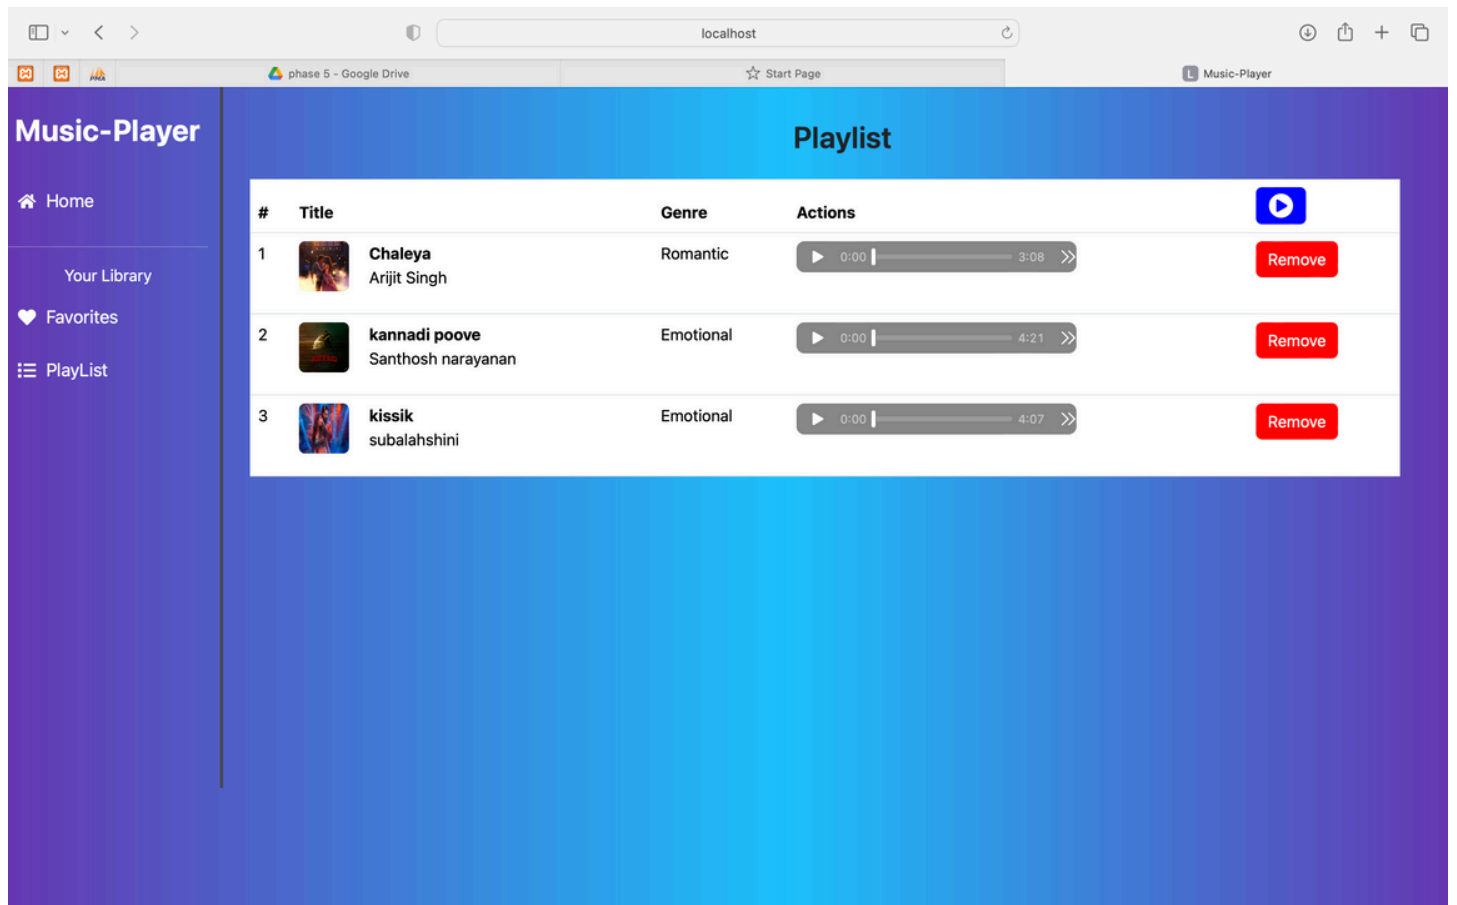 localhost
phase 5 - Google Drive
Start Page
L Music-Player
Music-Player
Home
Your Library
Favorites
PlayList
Playlist
# Title Genre Actions
1 Chaleya Romantic 0:00 3:08 Remove
Arijit Singh
2 kannadi poove Emotional 0:00 4:21 Remove
Santhosh narayanan
3 kissik Emotional 0:00 4:07 Remove
subalahshini